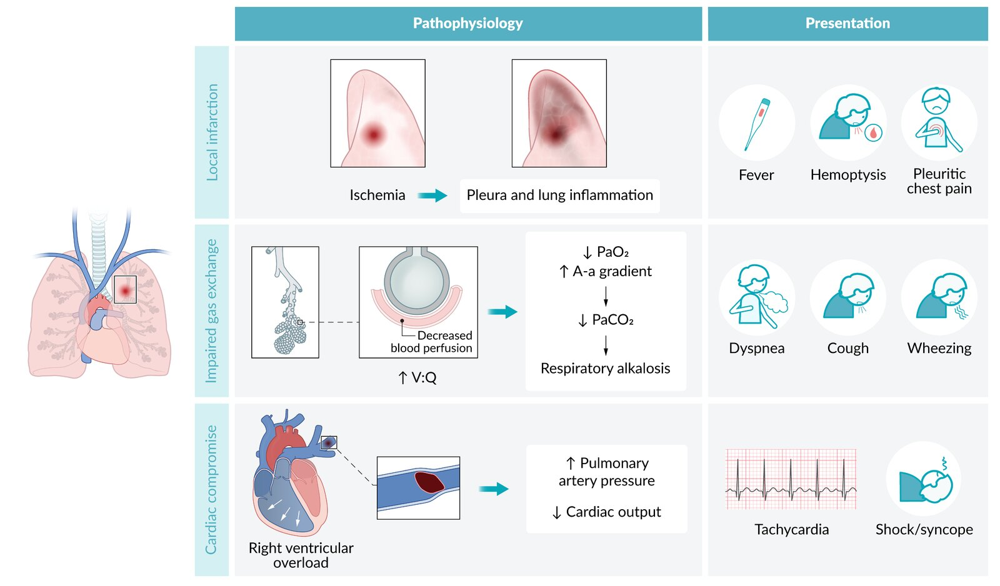 Pathophysiology
Presentation
Local infarction
Ischemia
Pleura and lung inflammation
Fever
Hemoptysis
Pleuritic
chest pain
Impaired gas exchange
Decreased
blood perfusion
↑ V:Q
↓ PaO₂
↑ A-a gradient
↓ PaCO₂
Respiratory alkalosis
Dyspnea
Cough
Wheezing
Cardiac compromise
Right ventricular
overload
↑ Pulmonary
artery pressure
↓ Cardiac output
Tachycardia
Shock/syncope